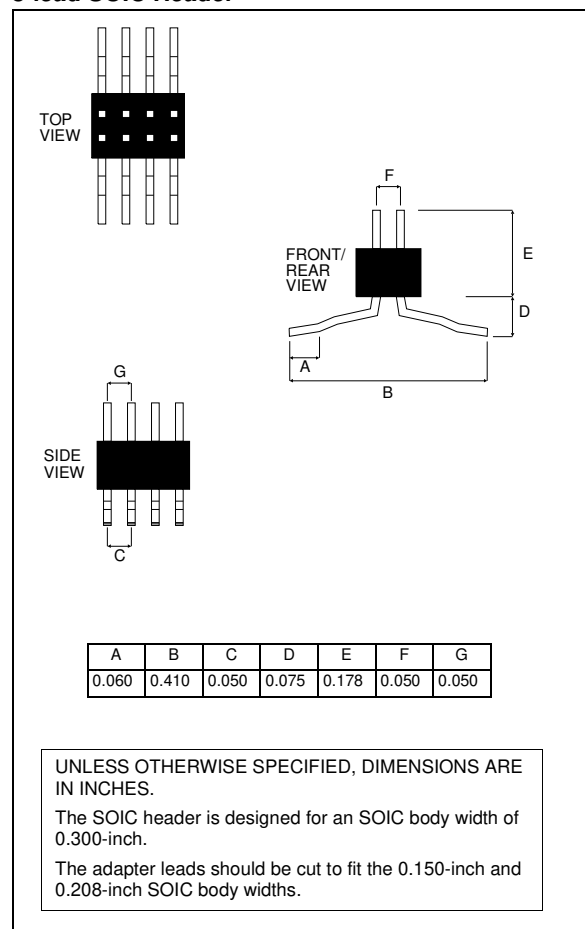 TOP
VIEW
F
FRONT/
REAR
VIEW
E
D
A
B
G
SIDE
VIEW
C
A B C D E F G
0.060 0.410 0.050 0.075 0.178 0.050 0.050
UNLESS OTHERWISE SPECIFIED, DIMENSIONS ARE
IN INCHES.
The SOIC header is designed for an SOIC body width of
0.300-inch.
The adapter leads should be cut to fit the 0.150-inch and
0.208-inch SOIC body widths.